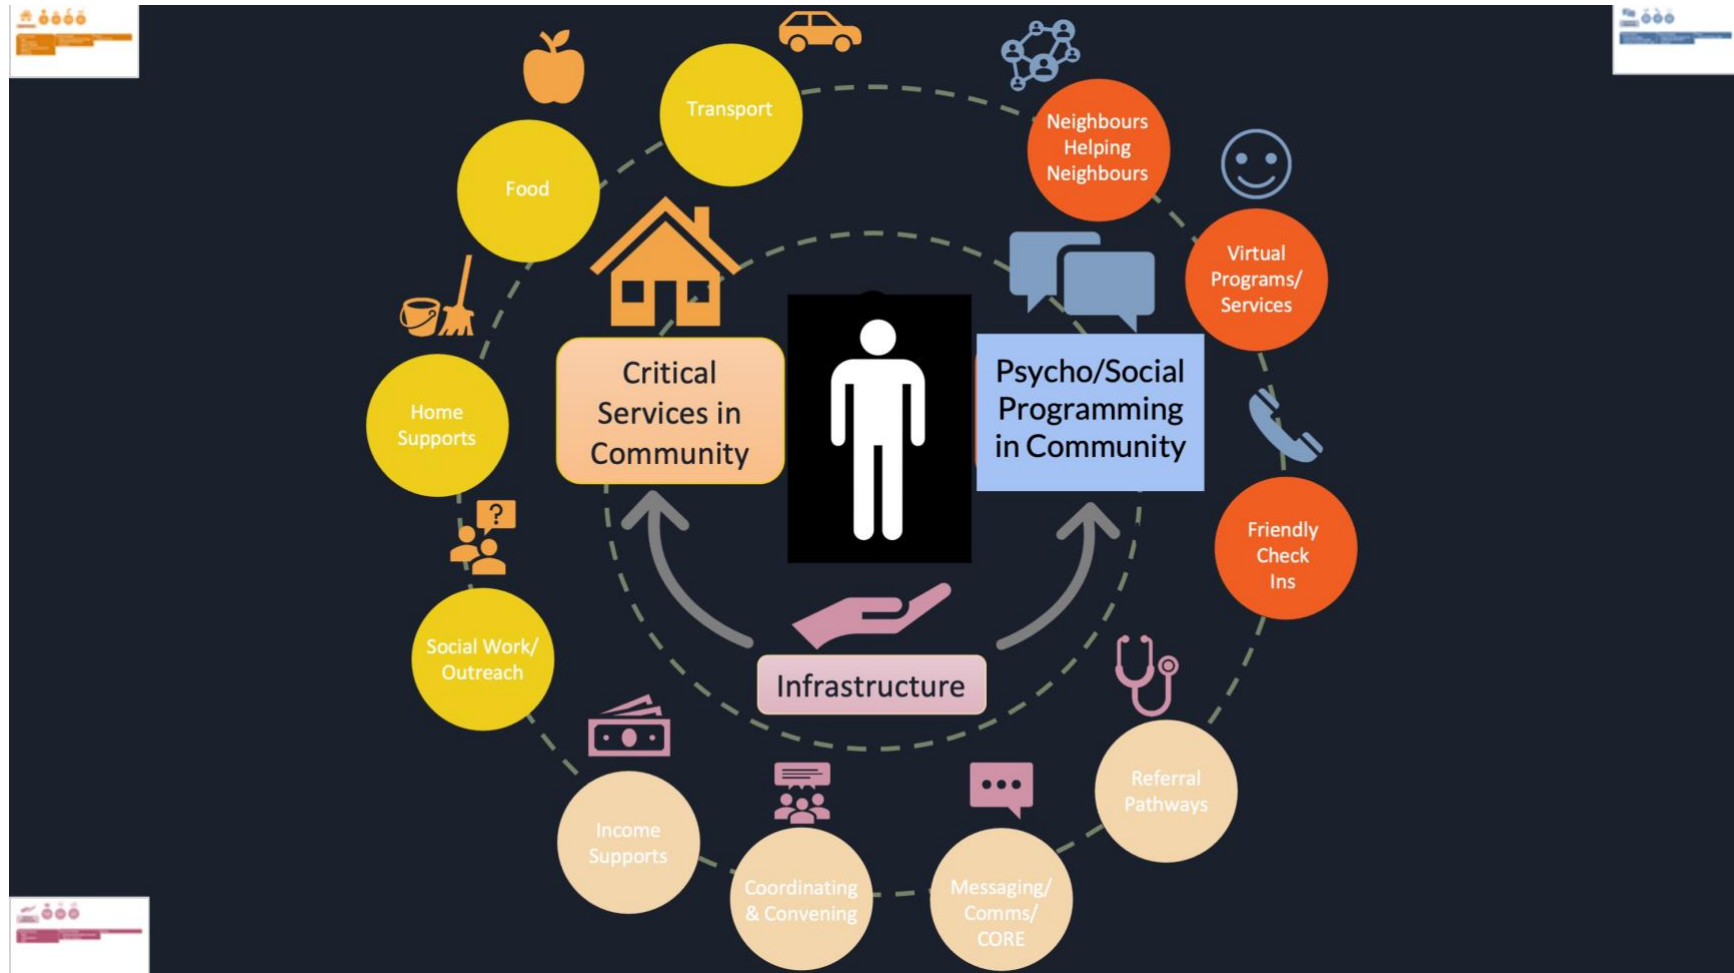 Transport
Food
Home
Supports
Social Work/
Outreach
Neighbours
Helping
Neighbours
Virtual
Programs/
Services
Friendly
Check
Ins
Critical
Services in
Community
Psycho/Social
Programming
in Community
?
Infrastructure
Income
Supports
Coordinating
& Convening
Messaging/
Comms/
CORE
Referral
Pathways